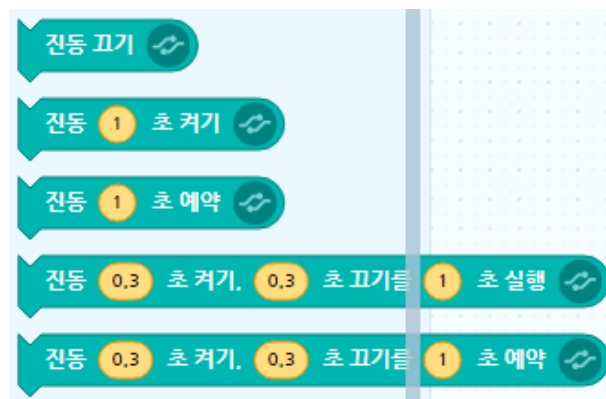 진동 끄기
진동 1 초 켜기
진동 1 초 예약
진동 0.3 초 켜기, 0.3 초 끄기를 1 초 실행
진동 0.3 초 켜기, 0.3 초 끄기를 1 초 예약